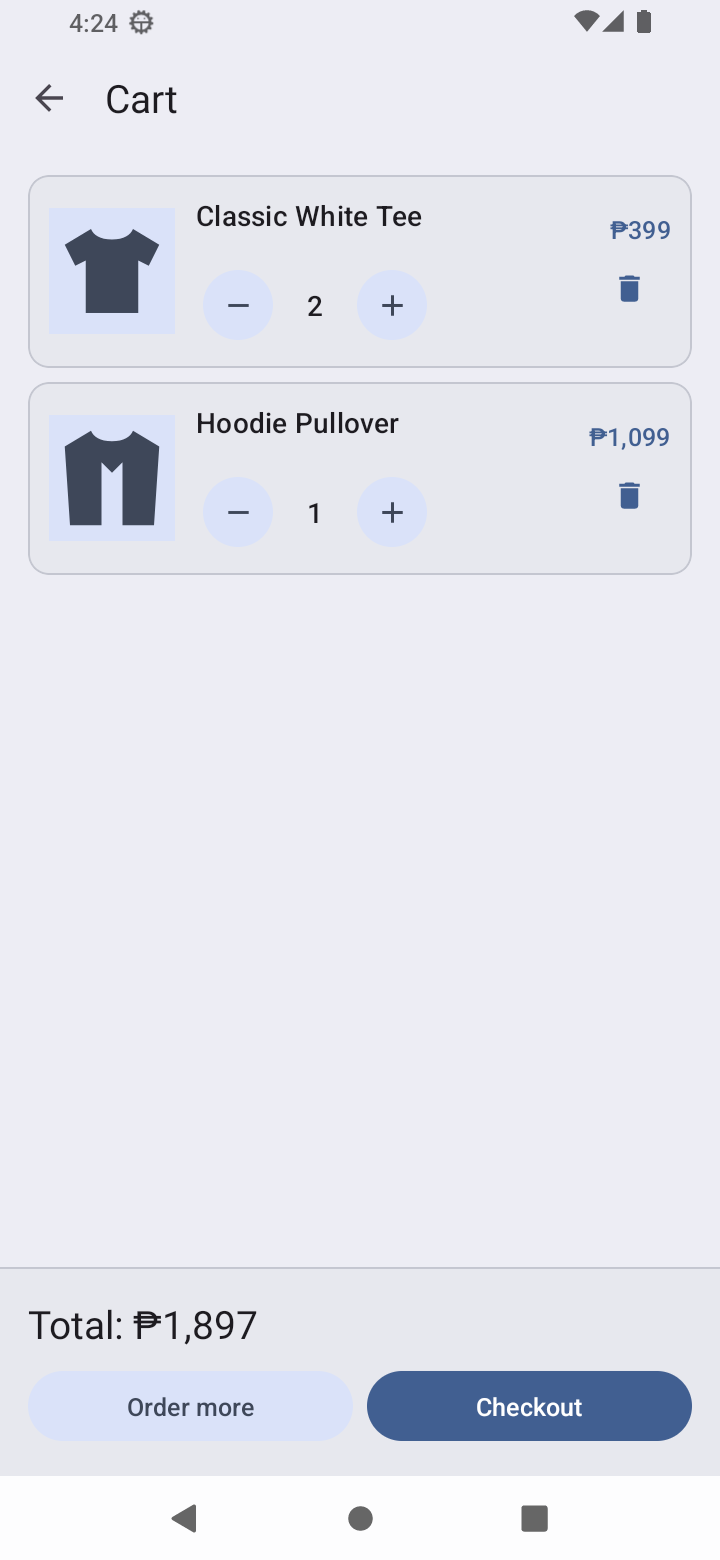 4:24
Cart
Classic White Tee
₱399
2
Hoodie Pullover
₱1,099
1
Total: ₱1,897
Order more
Checkout